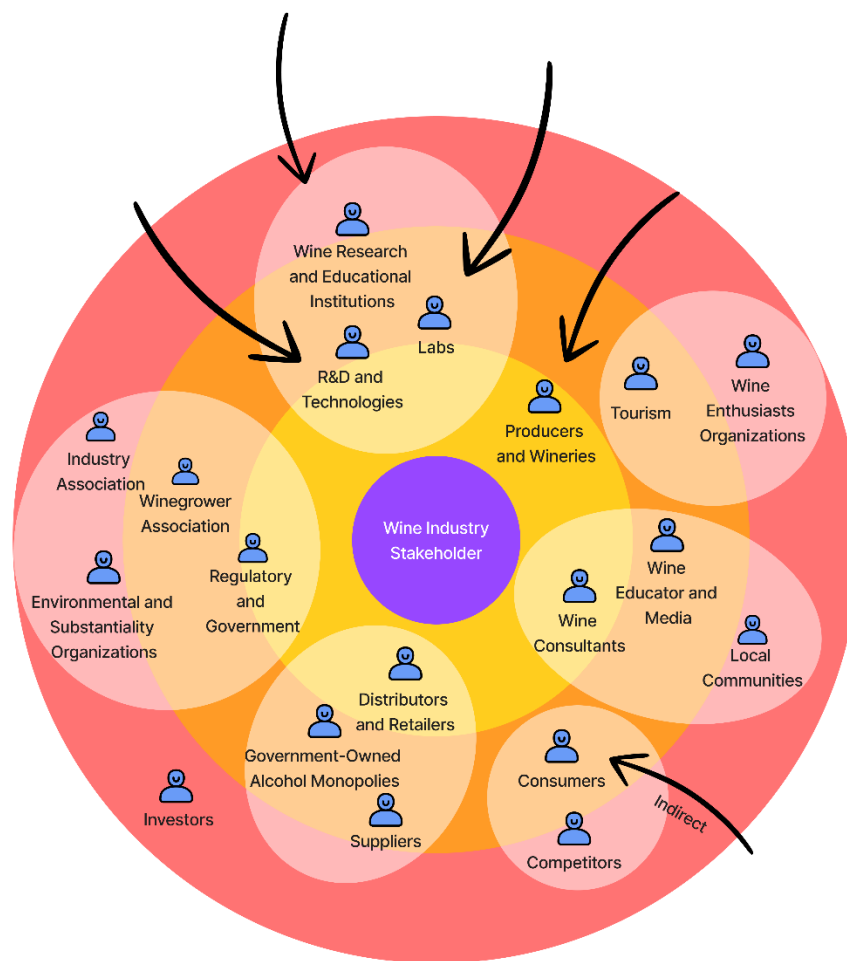 Wine Research
and Educational
Institutions
Labs
R&D and
Technologies
Producers
and Wineries
Tourism
Wine
Enthusiasts
Organizations
Industry
Association
Winegrower
Association
Regulatory
and
Government
Environmental and
Substantiality
Organizations
Wine Industry
Stakeholder
Wine
Educator and
Media
Wine
Consultants
Local
Communities
Distributors
and Retailers
Government-Owned
Alcohol Monopolies
Suppliers
Investors
Consumers
Competitors
Indirect